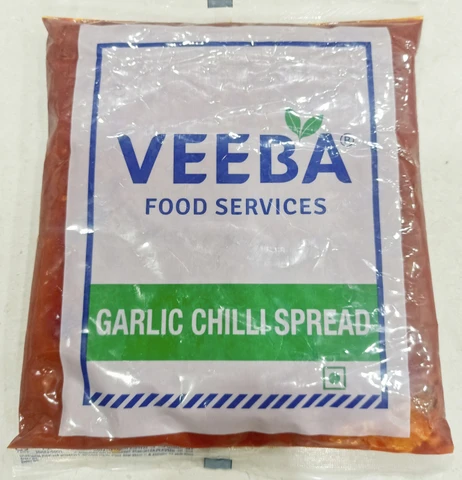 VEEBA®
FOOD SERVICES
GARLIC CHILLI SPREAD